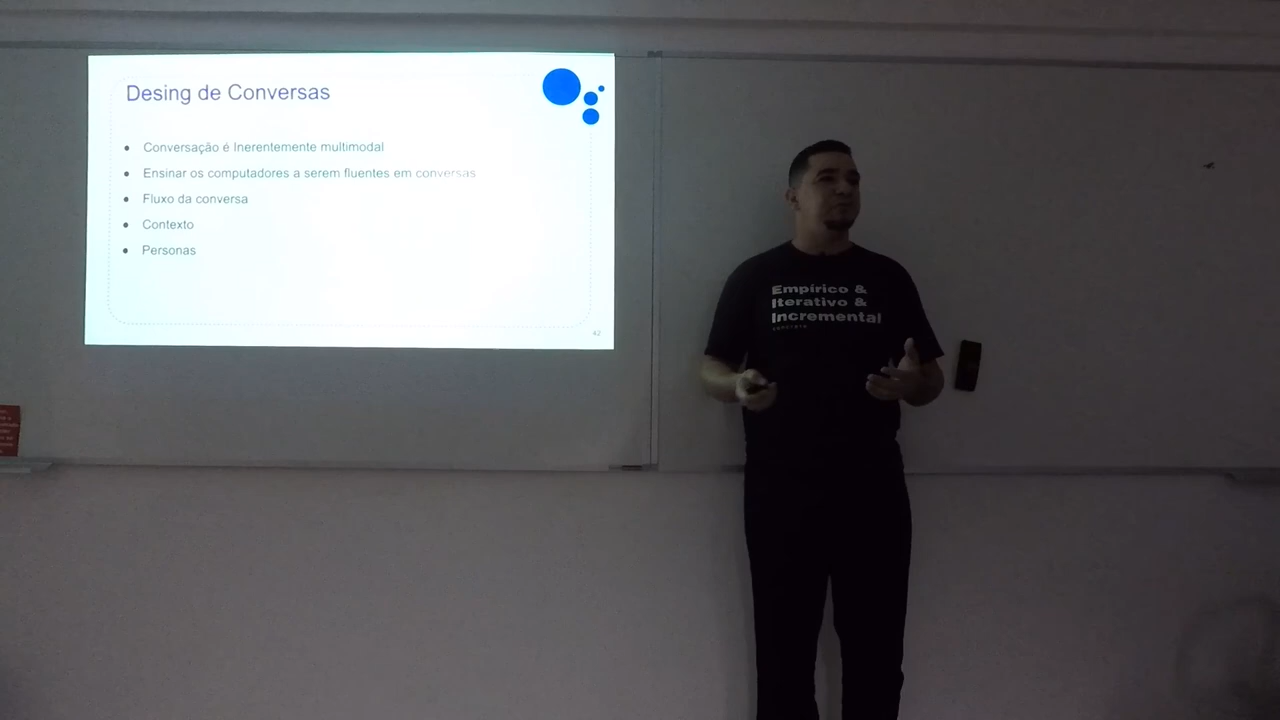 Desing de Conversas
Conversação é Inerentemente multimodal
Ensinar os computadores a serem fluentes em conversas
Fluxo da conversa
Contexto
Personas
42
Empírico &
Iterativo &
Incremental